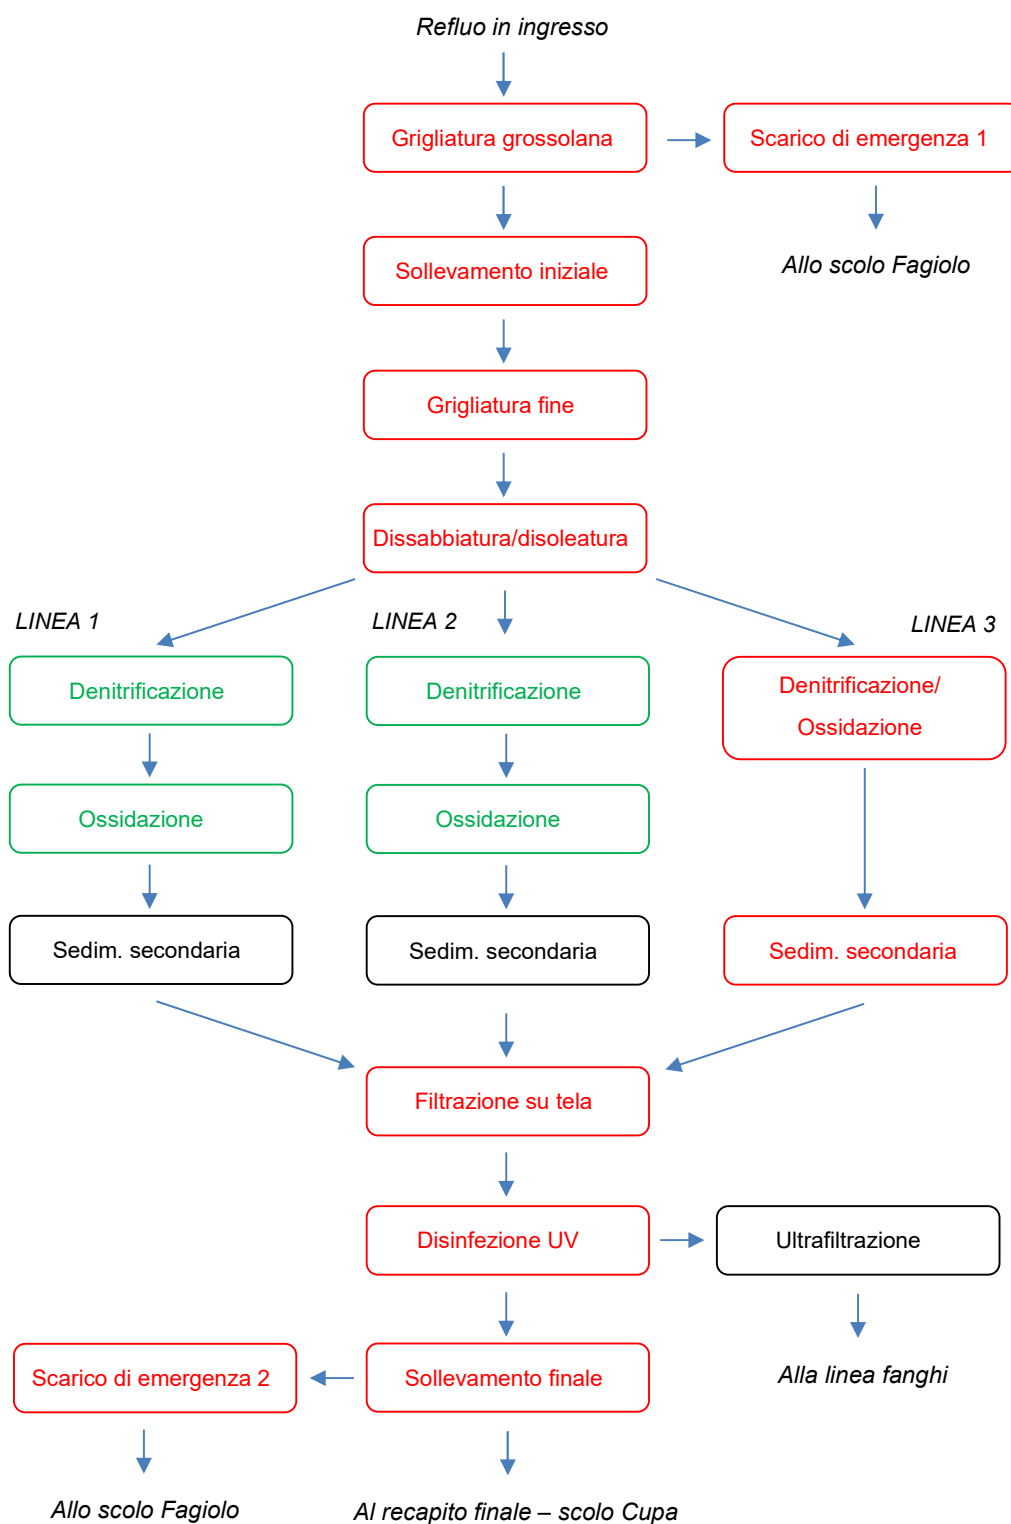 Refluo in ingresso
Grigliatura grossolana
Scarico di emergenza 1
Sollevamento iniziale
Allo scolo Fagiolo
Grigliatura fine
Dissabbiatura/disoleatura
LINEA 1
LINEA 2
LINEA 3
Denitrificazione
Denitrificazione
Denitrificazione/
Ossidazione
Ossidazione
Ossidazione
Sedim. secondaria
Sedim. secondaria
Sedim. secondaria
Filtrazione su tela
Disinfezione UV
Ultrafiltrazione
Scarico di emergenza 2
Sollevamento finale
Alla linea fanghi
Allo scolo Fagiolo
Al recapito finale – scolo Cupa